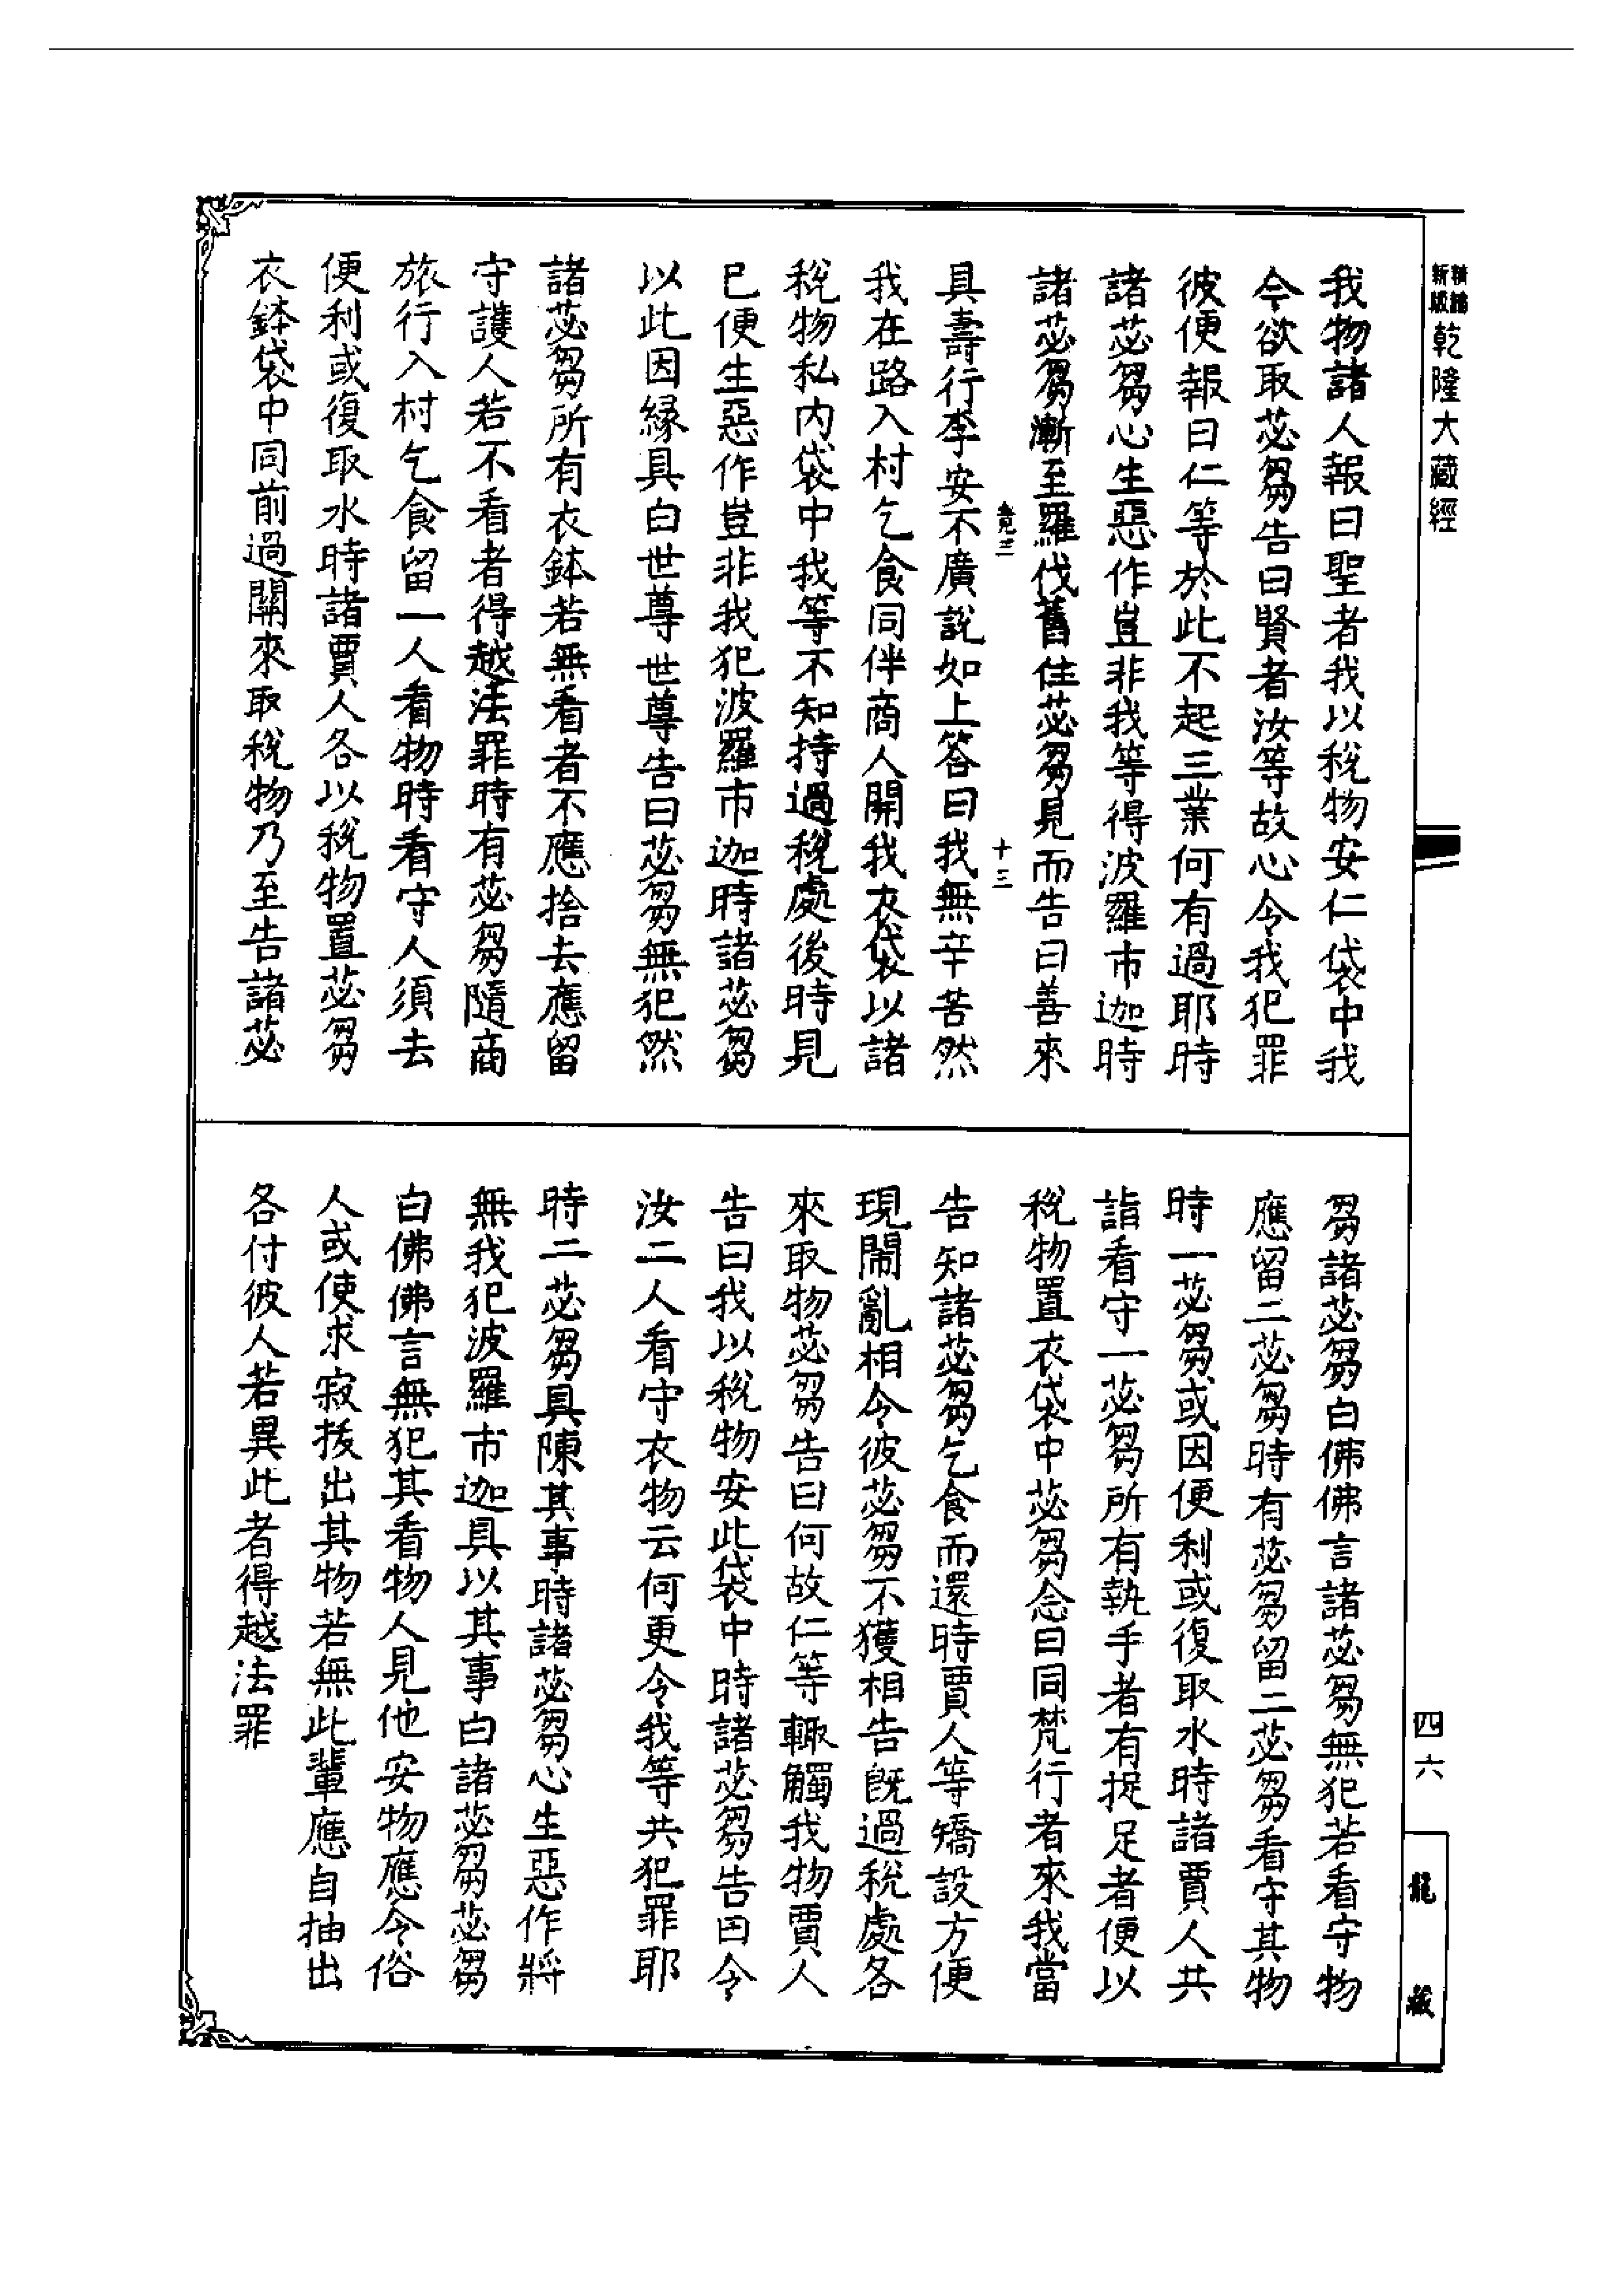 精編
新版
乾隆大藏經
我物諸人報曰聖者我以稅物安仁袋中我
今欲取苾芻告曰賢者汝等故心令我犯罪
彼便報曰仁等於此不起三業何有過耶時
諸苾芻心生惡作豈非我等得波羅市迦時
諸苾芻漸至羅伐舊住苾芻見而告曰善來
十三
具壽行李安不廣說如上答曰我無辛苦然
我在路入村乞食同伴商人開我衣袋以諸
稅物私內袋中我等不知持過稅處後時見
已便生惡作豈非我犯波羅市迦時諸苾芻
以此因緣具白世尊世尊告曰苾芻無犯然
諸苾芻所有衣鉢若無看者不應捨去應留
守護人若不看者得越法罪時有苾芻隨商
旅行入村乞食留一人看物時看守人須去
便利或復取水時諸賈人各以稅物置苾芻
衣鉢袋中同前過關來取稅物乃至告諸苾
芻諸苾芻白佛佛言諸苾芻無犯若看守物
應留二苾芻時有苾芻留二苾芻看守其物
時一苾芻或因便利或復取水時諸賈人共
詣看守一苾芻所有執手者有捉足者便以
稅物置衣袋中苾芻念曰同梵行者來我當
告知諸苾芻乞食而還時賈人等矯設方便
現鬧亂相令彼苾芻不獲相告既過稅處各
來取物苾芻告曰何故仁等輒觸我物賈人
告曰我以稅物安此袋中時諸苾芻告曰令
汝二人看守衣物云何更令我等共犯罪耶
時二苾芻具陳其事時諸苾芻心生惡作將
無我犯波羅市迦具以其事白諸苾芻苾芻
白佛佛言無犯其看物人見他安物應令俗
人或使求寂拔出其物若無此輩應自抽出
各付彼人若異此者得越法罪
四六
龍藏